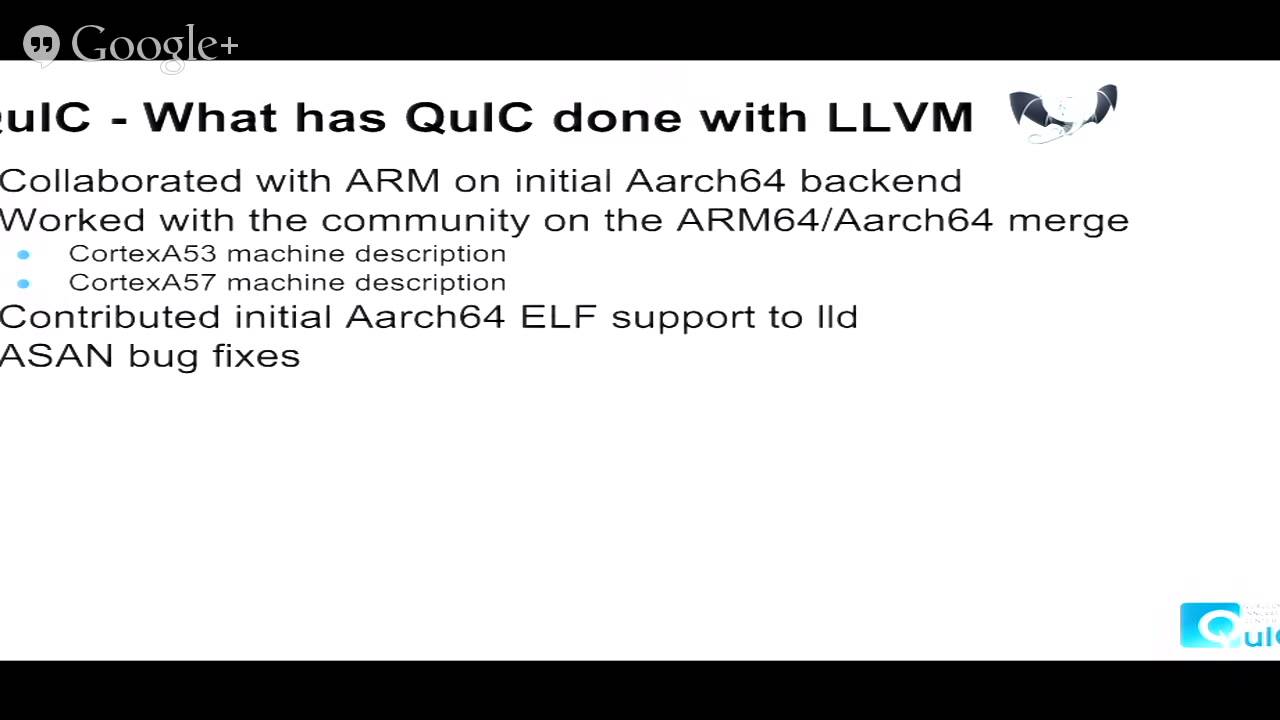 Google+
QuIC - What has QuIC done with LLVM
Collaborated with ARM on initial Aarch64 backend
Worked with the community on the ARM64/Aarch64 merge
CortexA53 machine description
CortexA57 machine description
Contributed initial Aarch64 ELF support to lld
ASAN bug fixes
QuIC